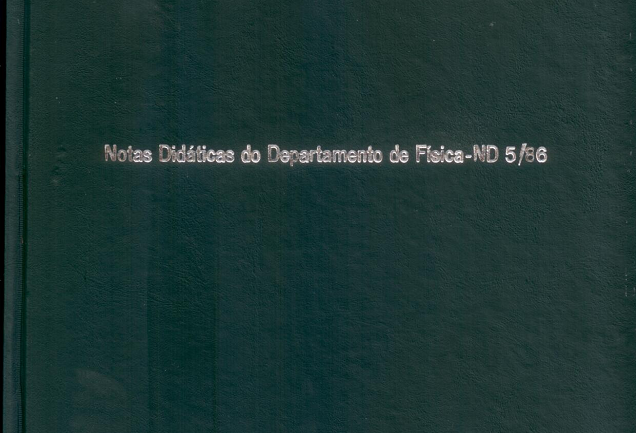 Notas Didáticas do Departamento de Física-ND 5/86